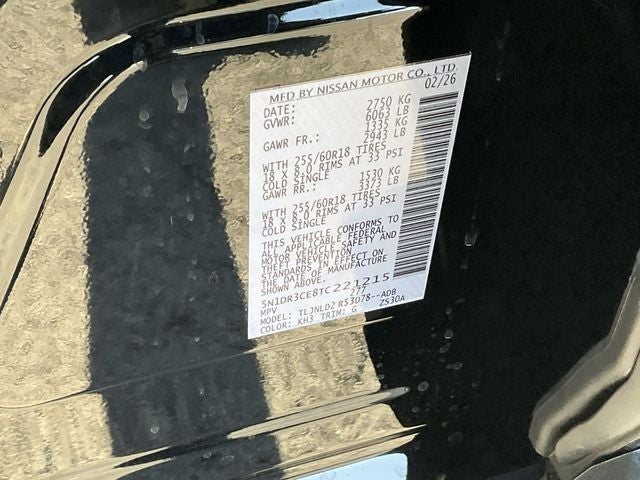 MFD BY NISSAN MOTOR CO., LTD.
02/26
DATE: 2750 KG
GVWR: 6063 LB
1335 KG
GAWR FR.: 2943 LB
WITH 255/60R18 TIRES
18 X 8.0 RIMS AT 33 PSI
COLD SINGLE 1530 KG
GAWR RR.: 3373 LB
WITH 255/60R18 TIRES
18 X 8.0 RIMS AT 33 PSI
COLD SINGLE
THIS VEHICLE CONFORMS TO
ALL APPLICABLE FEDERAL
MOTOR VEHICLE SAFETY AND
THEFT PREVENTION
STANDARDS IN EFFECT ON
THE DATE OF MANUFACTURE
SHOWN ABOVE.
5N1DR3CE8TC221215
MPV 277
MODEL: TLJNLDZ R53D78--ADB
COLOR: KH3 TRIM: G ZS30A